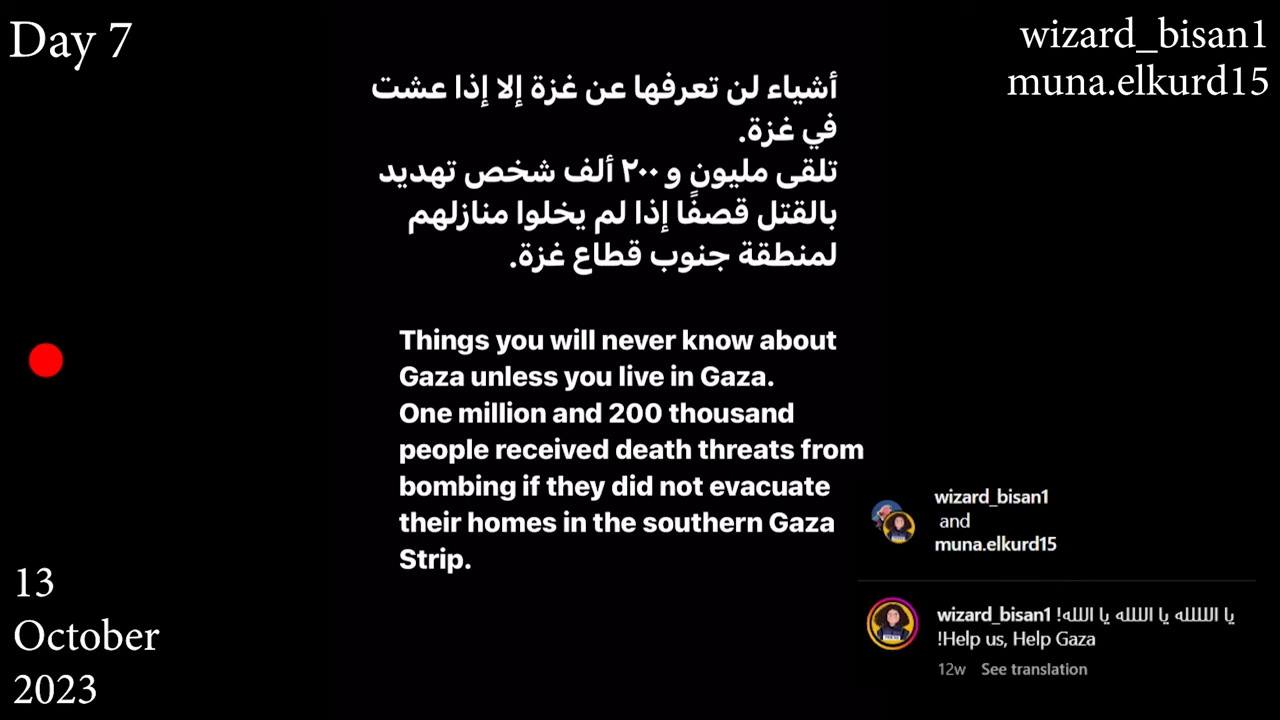 Day 7
wizard_bisan1
muna.elkurd15
أشياء لن تعرفها عن غزة إلا إذا عشت
في غزة.
تلقى مليون و ٢٠٠ ألف شخص تهديد
بالقتل قصفًا إذا لم يخلوا منازلهم
لمنطقة جنوب قطاع غزة.
Things you will never know about
Gaza unless you live in Gaza.
One million and 200 thousand
people received death threats from
bombing if they did not evacuate
their homes in the southern Gaza
Strip.
wizard_bisan1
and
muna.elkurd15
wizard_bisan1 يا الللللله يا اللللله يا الللله!
!Help us, Help Gaza
12w See translation
13
October
2023